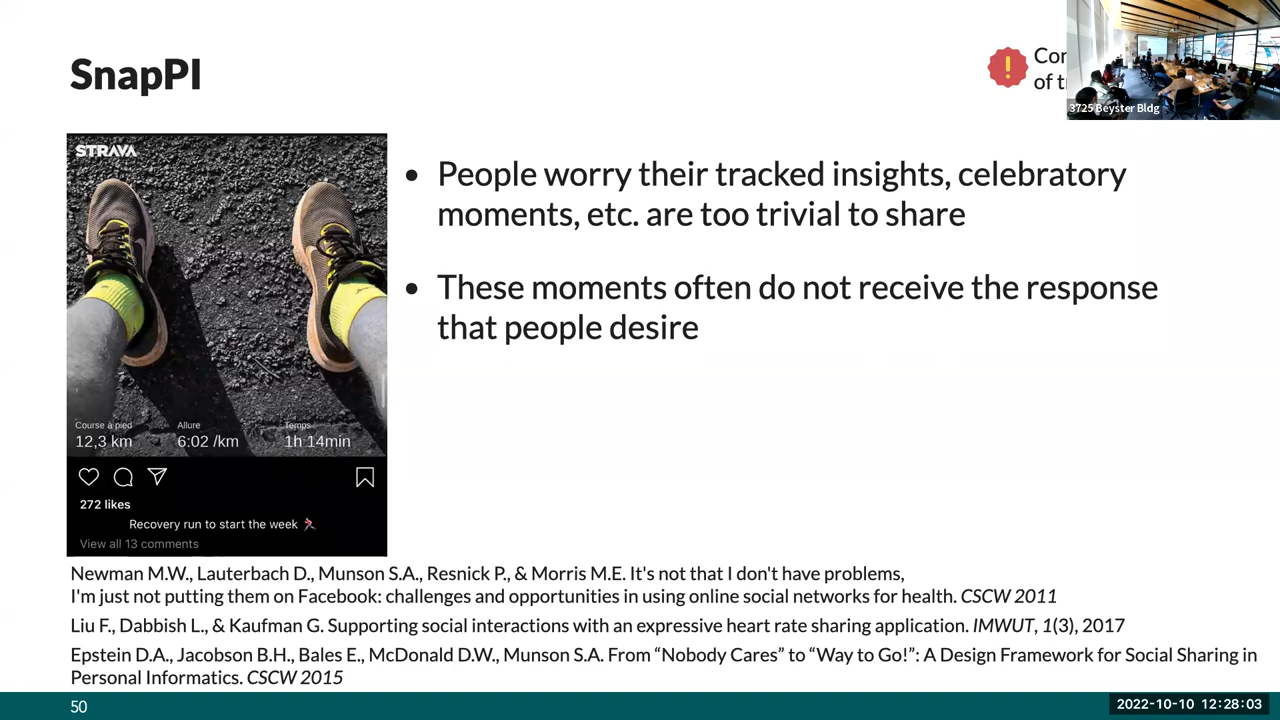 SnapPI
3725 Beyster Bldg
STRAVA
Course à pied
12,3 km
Allure
6:02 /km
Temps
1h 14min
272 likes
Recovery run to start the week
View all 13 comments
• People worry their tracked insights, celebratory
moments, etc. are too trivial to share
• These moments often do not receive the response
that people desire
Newman M.W., Lauterbach D., Munson S.A., Resnick P., & Morris M.E. It's not that I don't have problems,
I'm just not putting them on Facebook: challenges and opportunities in using online social networks for health. CSCW 2011
Liu F., Dabbish L., & Kaufman G. Supporting social interactions with an expressive heart rate sharing application. IMWUT, 1(3), 2017
Epstein D.A., Jacobson B.H., Bales E., McDonald D.W., Munson S.A. From “Nobody Cares” to “Way to Go!”: A Design Framework for Social Sharing in
Personal Informatics. CSCW 2015
50
2022-10-10 12:28:03